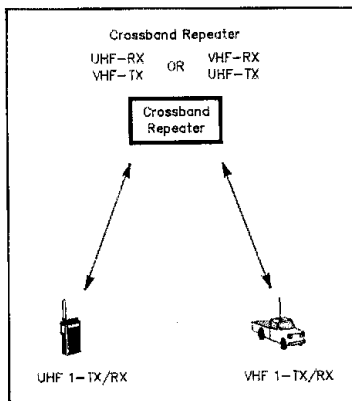 Crossband Repeater
UHF-RX OR VHF-RX
VHF-TX UHF-TX
Crossband
Repeater
UHF 1-TX/RX VHF 1-TX/RX